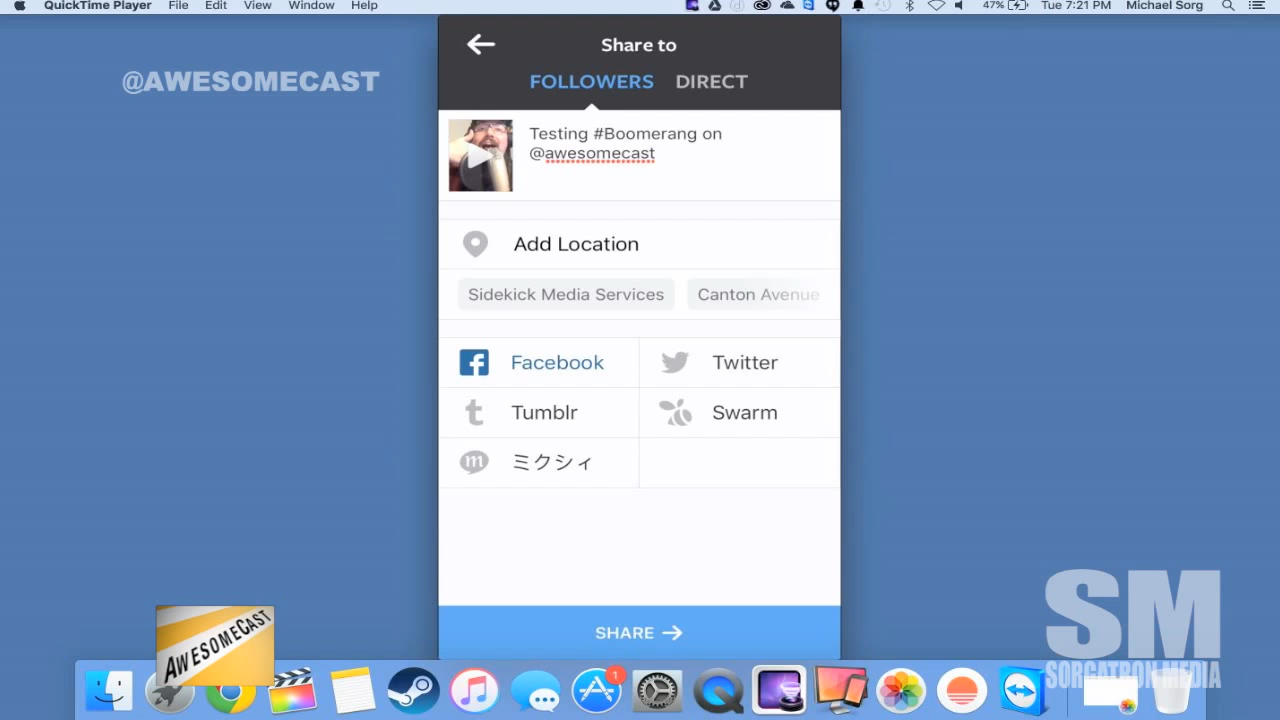 QuickTime Player File Edit View Window Help 47% Tue 7:21 PM Michael Sorg
@AWESOMECAST
Share to
FOLLOWERS DIRECT
Testing #Boomerang on
@awesomecast
Add Location
Sidekick Media Services Canton Avenue
Facebook Twitter
Tumblr Swarm
ミクシィ
SHARE
AWESOMECAST
SM
SORGATRON MEDIA
1